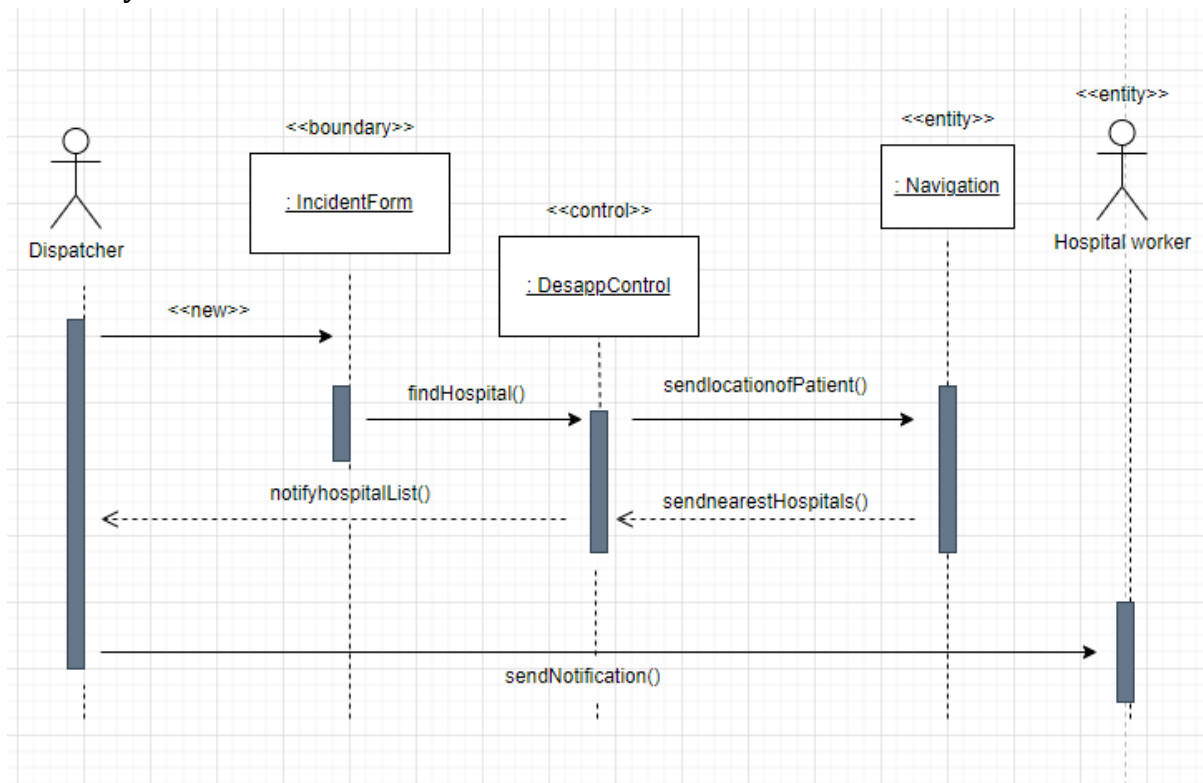 <<entity>>
<<boundary>>
<<entity>>
: IncidentForm
: Navigation
<<control>>
Dispatcher
Hospital worker
: DesappControl
<<new>>
findHospital()
sendlocationofPatient()
notifyhospitalList()
sendnearestHospitals()
sendNotification()